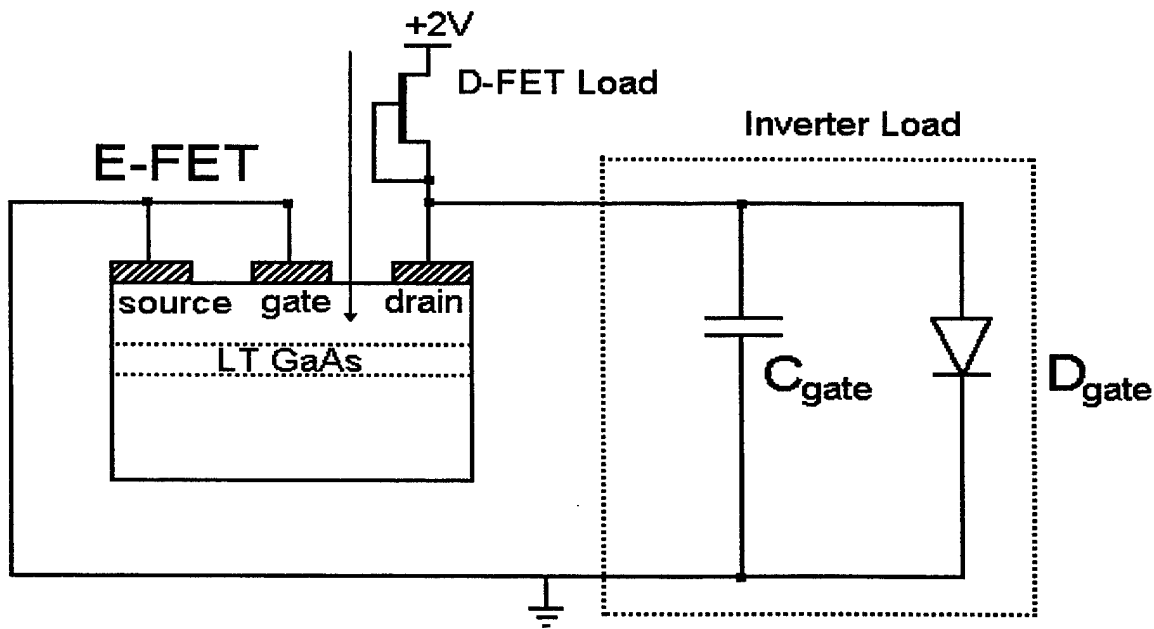 +2V
D-FET Load
Inverter Load
E-FET
source gate drain
LT GaAs
Cgate
Dgate